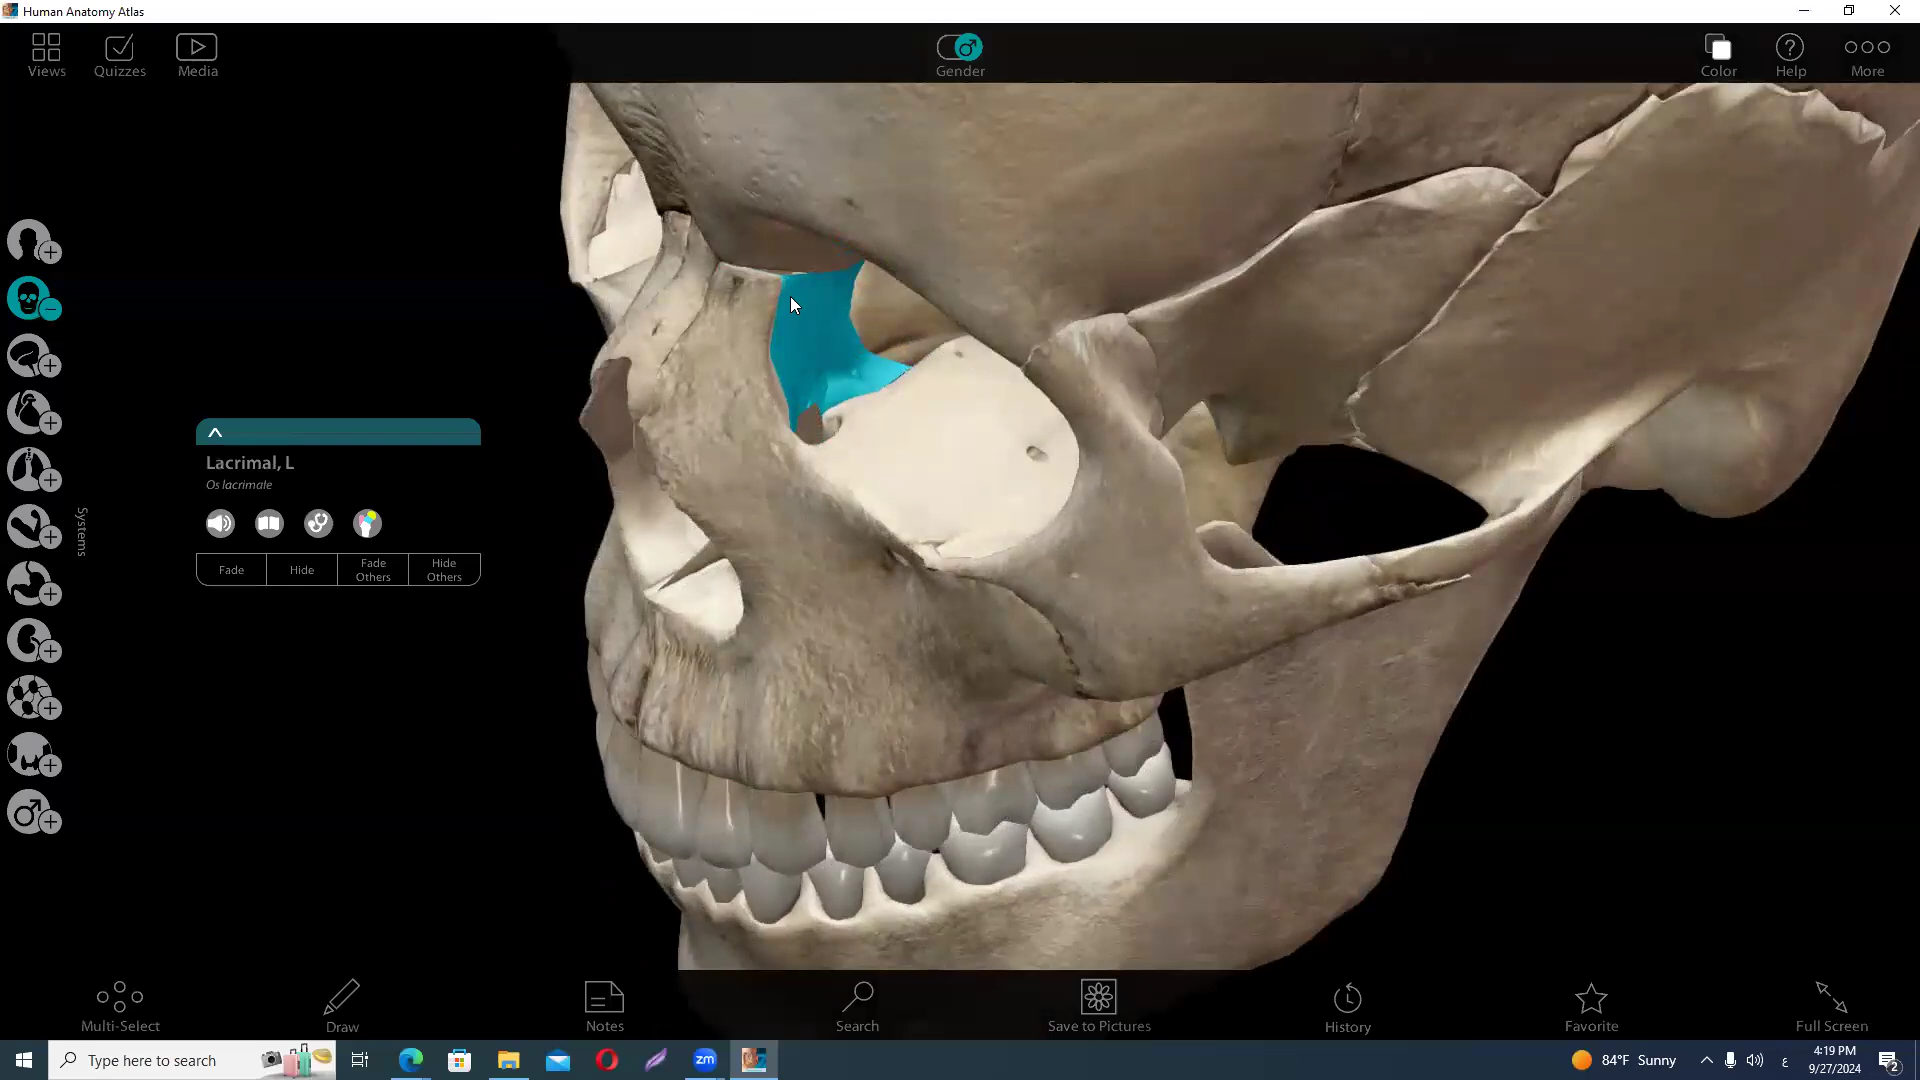 Human Anatomy Atlas
Views
Quizzes
Media
Gender
Color
Help
More
Systems
Lacrimal, L
Os lacrimale
Fade
Hide
Fade
Others
Hide
Others
Multi-Select
Draw
Notes
Search
Save to Pictures
History
Favorite
Full Screen
Type here to search
zm
84°F Sunny
ع
4:19 PM
9/27/2024
2